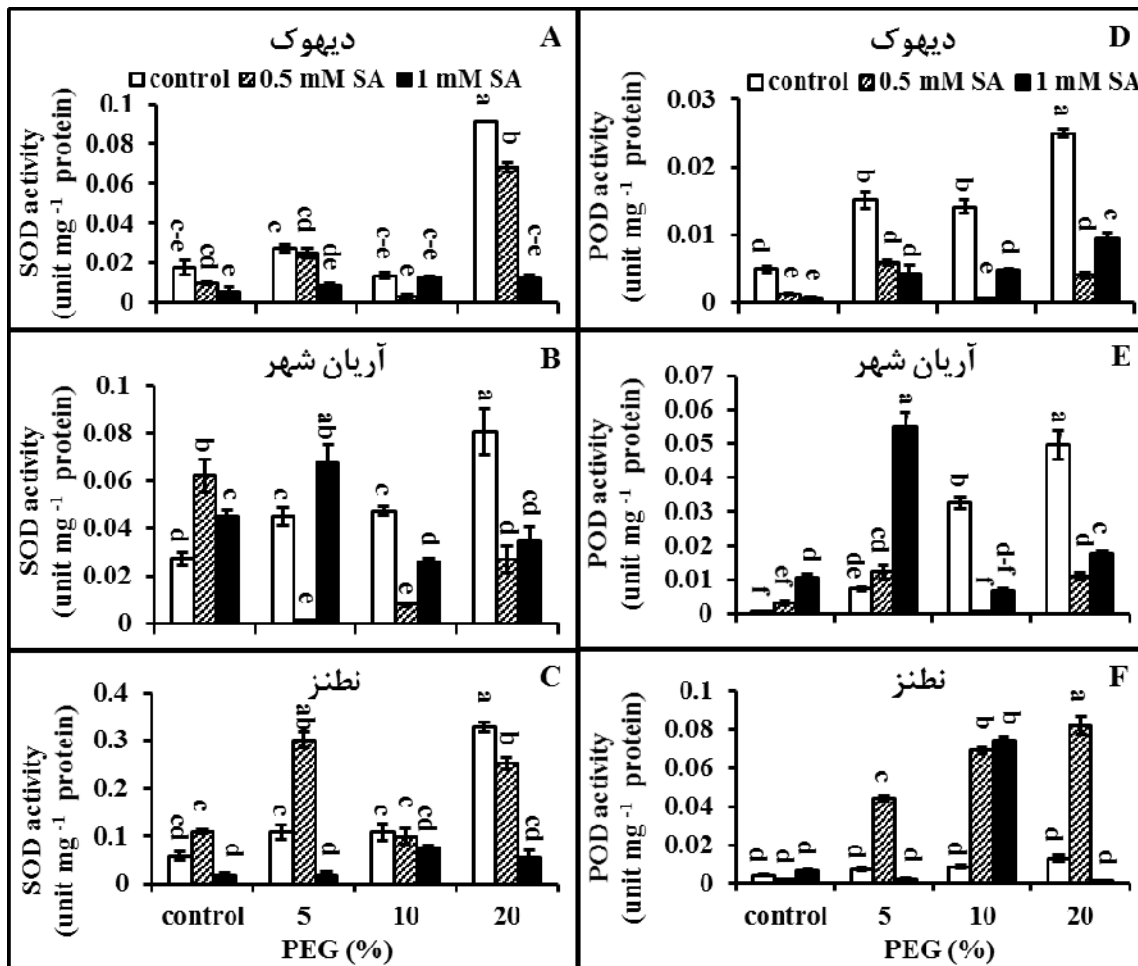 دیهوک A
control 0.5 mM SA 1 mM SA
SOD activity
(unit mg -1 protein)
0.1
0.08
0.06
0.04
0.02
0
c-e cd e c cd de c-e e c-e a b c-e
دیهوک D
control 0.5 mM SA 1 mM SA
POD activity
(unit mg -1 protein)
0.03
0.02
0.01
0
d e e b d d b e d a d c
آریان شهر B
SOD activity
(unit mg -1 protein)
0.1
0.08
0.06
0.04
0.02
0
d b c c e ab c e d a d cd
آریان شهر E
POD activity
(unit mg -1 protein)
0.07
0.06
0.05
0.04
0.03
0.02
0.01
0
f ef d de cd a b f d-f a d c
نطنز C
SOD activity
(unit mg -1 protein)
0.4
0.3
0.2
0.1
0
cd c d c ab d c c cd a b cd
control 5 10 20
PEG (%)
نطنز F
POD activity
(unit mg -1 protein)
0.1
0.08
0.06
0.04
0.02
0
d d d d c d d b b d a d
control 5 10 20
PEG (%)